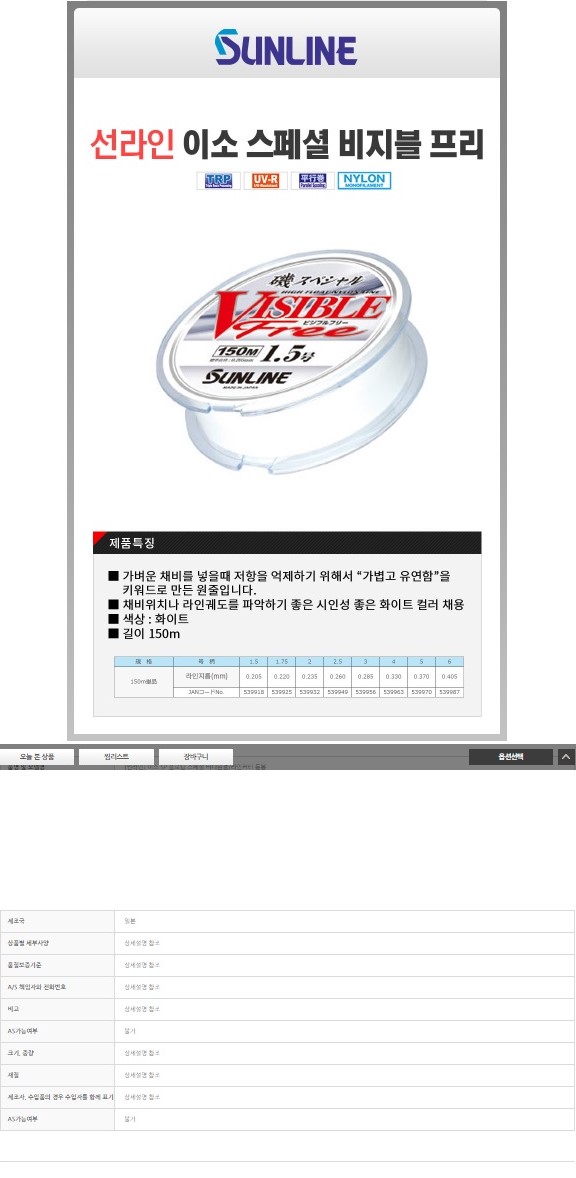 SUNLINE
선라인 이소 스페셜 비지블 프리
TRP UV-R 平行巻 Parallel Spooling NYLON MONOFILAMENT
磯スペシャル
HIGH FLOAT NYLON LINE
VISIBLE
Free
ビジブルフリー
150M 1.5号
SUNLINE
MADE IN JAPAN
제품특징
■ 가벼운 채비를 넣을때 저항을 억제하기 위해서 “가볍고 유연함”을
키워드로 만든 원줄입니다.
■ 채비위치나 라인궤도를 파악하기 좋은 시인성 좋은 화이트 컬러 채용
■ 색상 : 화이트
■ 길이 150m
規 格 号 柄 1.5 1.75 2 2.5 3 4 5 6
150m単品 라인지름(mm) 0.205 0.220 0.235 0.260 0.285 0.330 0.370 0.405
JANコードNo. 539918 539925 539932 539949 539956 539963 539970 539987
오늘 본 상품 찜리스트 장바구니 옵션선택
제조국 일본
상품별 세부사양 상세설명 참조
품질보증기준 상세설명 참조
A/S 책임자와 전화번호 상세설명 참조
비고 상세설명 참조
AS가능여부 불가
크기, 중량 상세설명 참조
재질 상세설명 참조
제조사, 수입품의 경우 수입사를 함께 표기 상세설명 참조
AS가능여부 불가